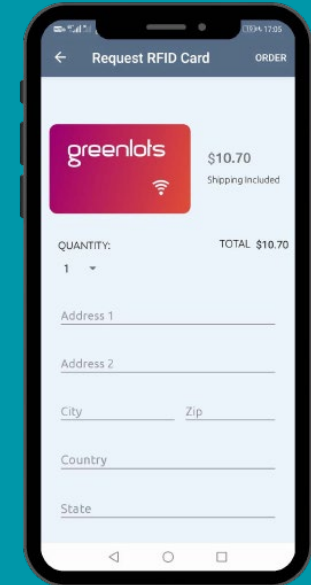 17:05
Request RFID Card
ORDER
greenlots
$10.70
Shipping Included
QUANTITY:
TOTAL $10.70
1
Address 1
Address 2
City
Zip
Country
State